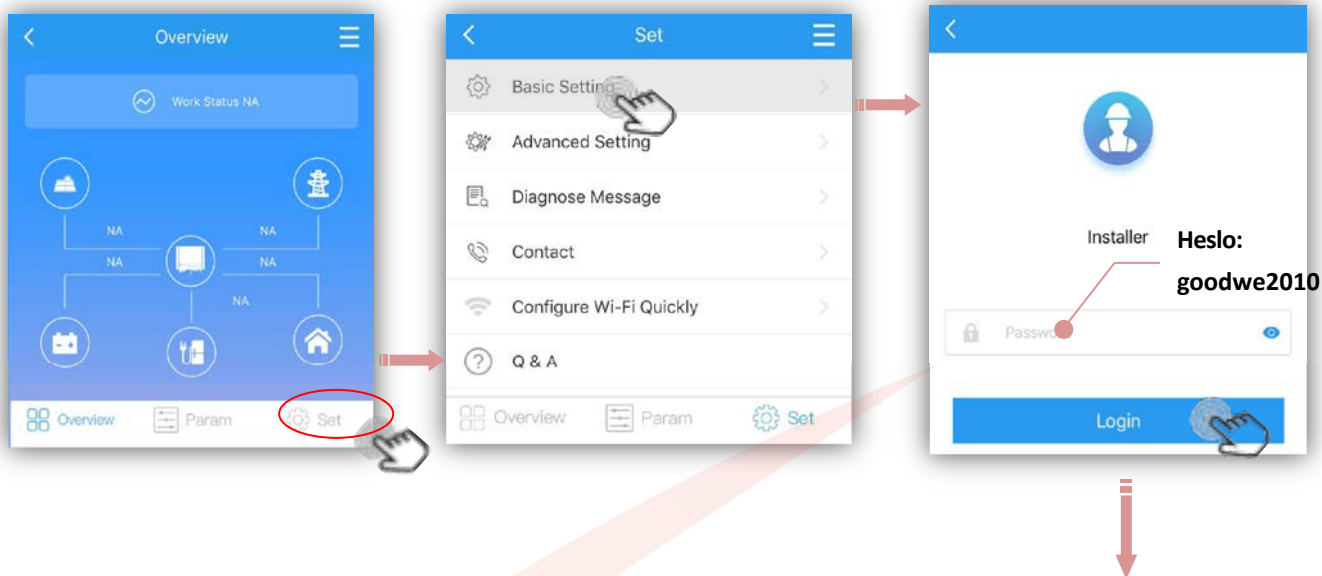 Overview
Work Status NA
NA
NA
NA
NA
NA
Overview
Param
Set
Set
Basic Setting
Advanced Setting
Diagnose Message
Contact
Configure Wi-Fi Quickly
Q & A
Overview
Param
Set
Installer
Heslo:
goodwe2010
Passwo
Login